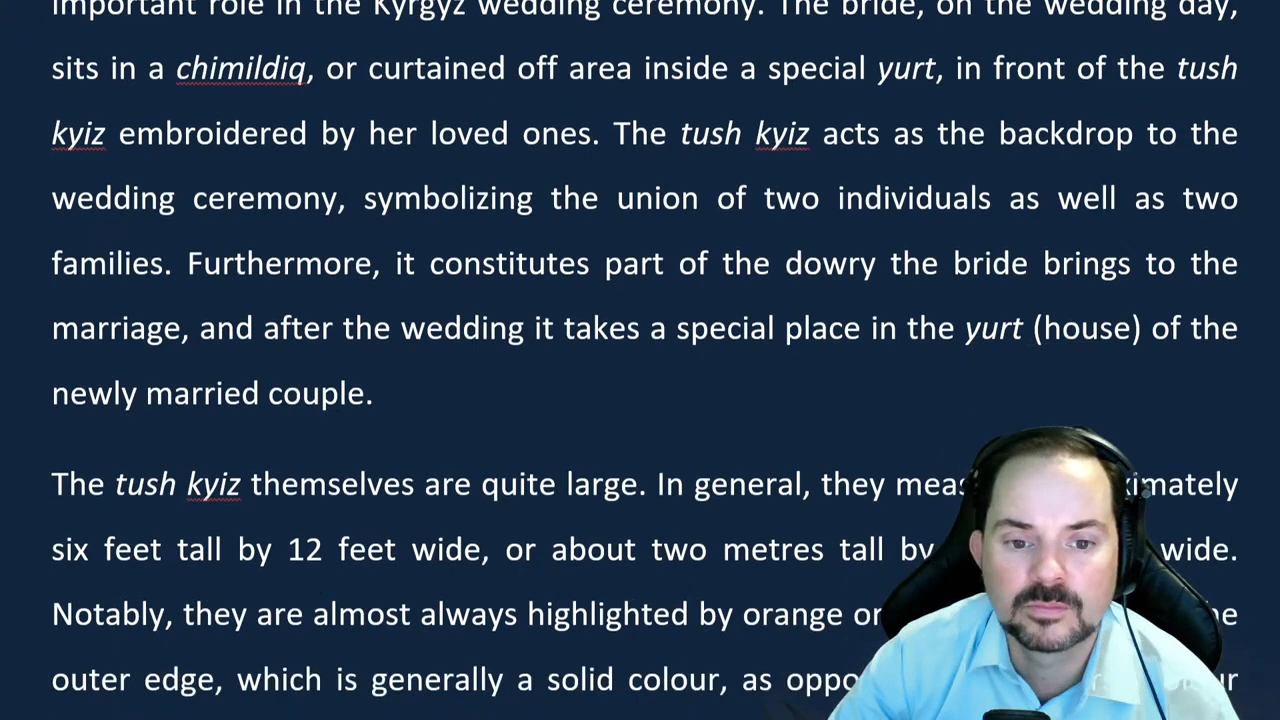 important role in the Kyrgyz wedding ceremony. The bride, on the wedding day,
sits in a chimildiq, or curtained off area inside a special yurt, in front of the tush
kyiz embroidered by her loved ones. The tush kyiz acts as the backdrop to the
wedding ceremony, symbolizing the union of two individuals as well as two
families. Furthermore, it constitutes part of the dowry the bride brings to the
marriage, and after the wedding it takes a special place in the yurt (house) of the
newly married couple.
The tush kyiz themselves are quite large. In general, they
six feet tall by 12 feet wide, or about two metres tall by wide.
Notably, they are almost always highlighted by orange or
outer edge, which is generally a solid colour, as